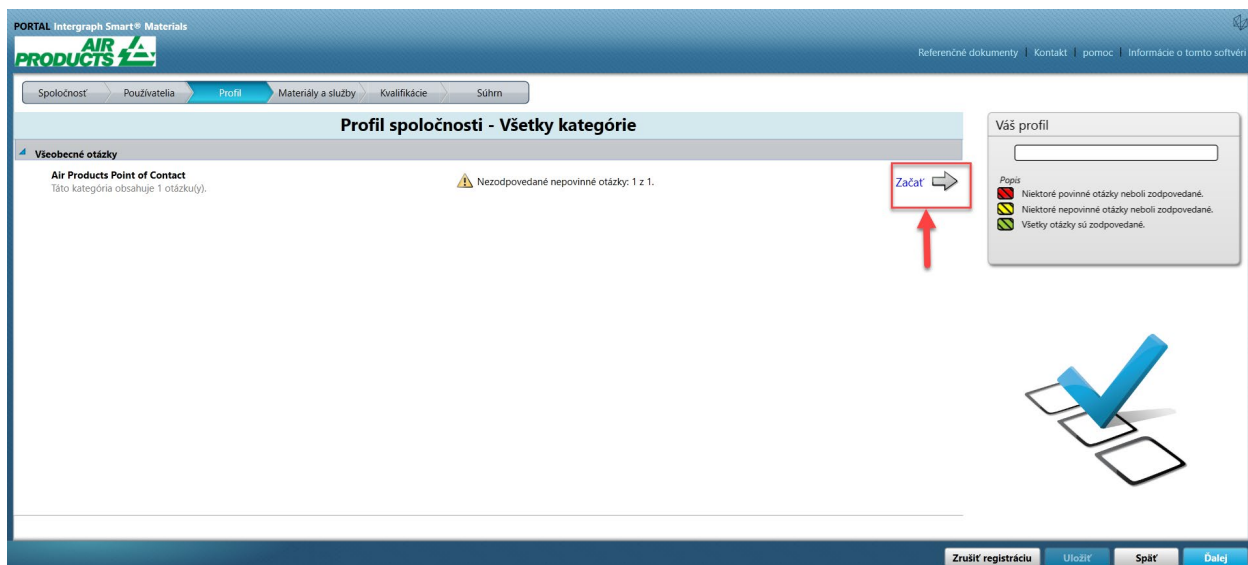 PORTAL Intergraph Smart® Materials
AIR
PRODUCTS
Referenčné dokumenty | Kontakt | pomoc | Informácie o tomto softvéri
Spoločnosť
Používatelia
Profil
Materiály a služby
Kvalifikácie
Súhrn
Profil spoločnosti - Všetky kategórie
Všeobecné otázky
Air Products Point of Contact
Táto kategória obsahuje 1 otázku(y).
Nezodpovedané nepovinné otázky: 1 z 1.
Začať
Váš profil
Popis
Niektoré povinné otázky neboli zodpovedané.
Niektoré nepovinné otázky neboli zodpovedané.
Všetky otázky sú zodpovedané.
Zrušiť registráciu
Uložiť
Späť
Ďalej